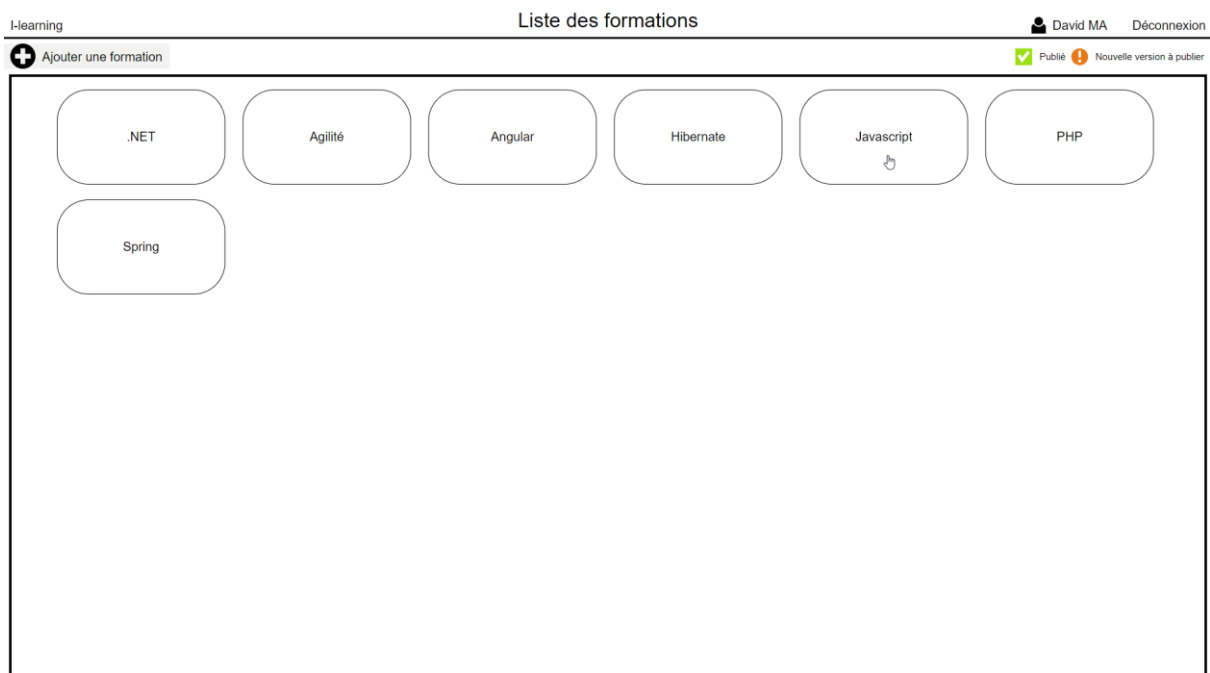 I-learning Liste des formations David MA Déconnexion
Ajouter une formation Publié Nouvelle version à publier
.NET Agilité Angular Hibernate Javascript PHP
Spring